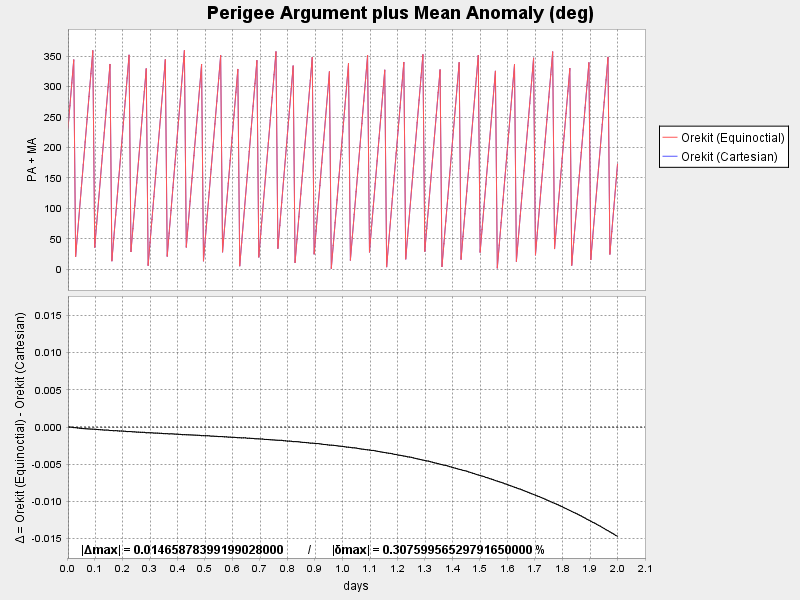 Perigee Argument plus Mean Anomaly (deg)
PA + MA
350
300
250
200
150
100
50
0
Orekit (Equinoctial)
Orekit (Cartesian)
Δ = Orekit (Equinoctial) - Orekit (Cartesian)
0.015
0.010
0.005
0.000
-0.005
-0.010
-0.015
|Δmax| = 0.01465878399199028000 / |δmax| = 0.30759956529791650000 %
0.0 0.1 0.2 0.3 0.4 0.5 0.6 0.7 0.8 0.9 1.0 1.1 1.2 1.3 1.4 1.5 1.6 1.7 1.8 1.9 2.0 2.1
days